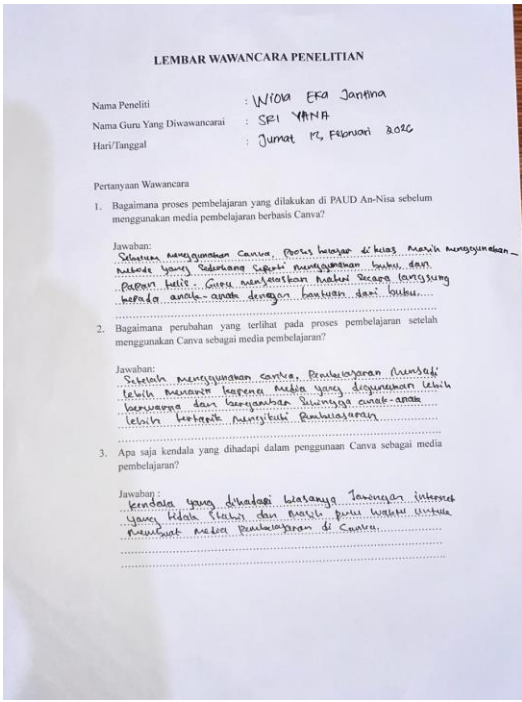 LEMBAR WAWANCARA PENELITIAN
Nama Peneliti : Wiola Eka Jantina
Nama Guru Yang Diwawancarai : SRI YANA
Hari/Tanggal : Jumat 13, Februari 2026
Pertanyaan Wawancara
1. Bagaimana proses pembelajaran yang dilakukan di PAUD An-Nisa sebelum
menggunakan media pembelajaran berbasis Canva?
Jawaban:
Sebelum menggunakan Canva, Proses belajar di kelas masih menggunakan
metode yang sederhana seperti menggunakan buku dan
papan tulis. Guru menjelaskan materi secara langsung
kepada anak-anak dengan bantuan dari buku.
2. Bagaimana perubahan yang terlihat pada proses pembelajaran setelah
menggunakan Canva sebagai media pembelajaran?
Jawaban:
Setelah menggunakan canva, Pembelajaran menjadi
lebih menarik karena media yang digunakan lebih
berwarna dan bergambar sehingga anak-anak
lebih tertarik mengikuti Pembelajaran
3. Apa saja kendala yang dihadapi dalam penggunaan Canva sebagai media
pembelajaran?
Jawaban :
kendala yang dihadapi biasanya Jaringan internet
yang tidak stabil dan masih perlu waktu untuk
membuat media Pembelajaran di Canva.